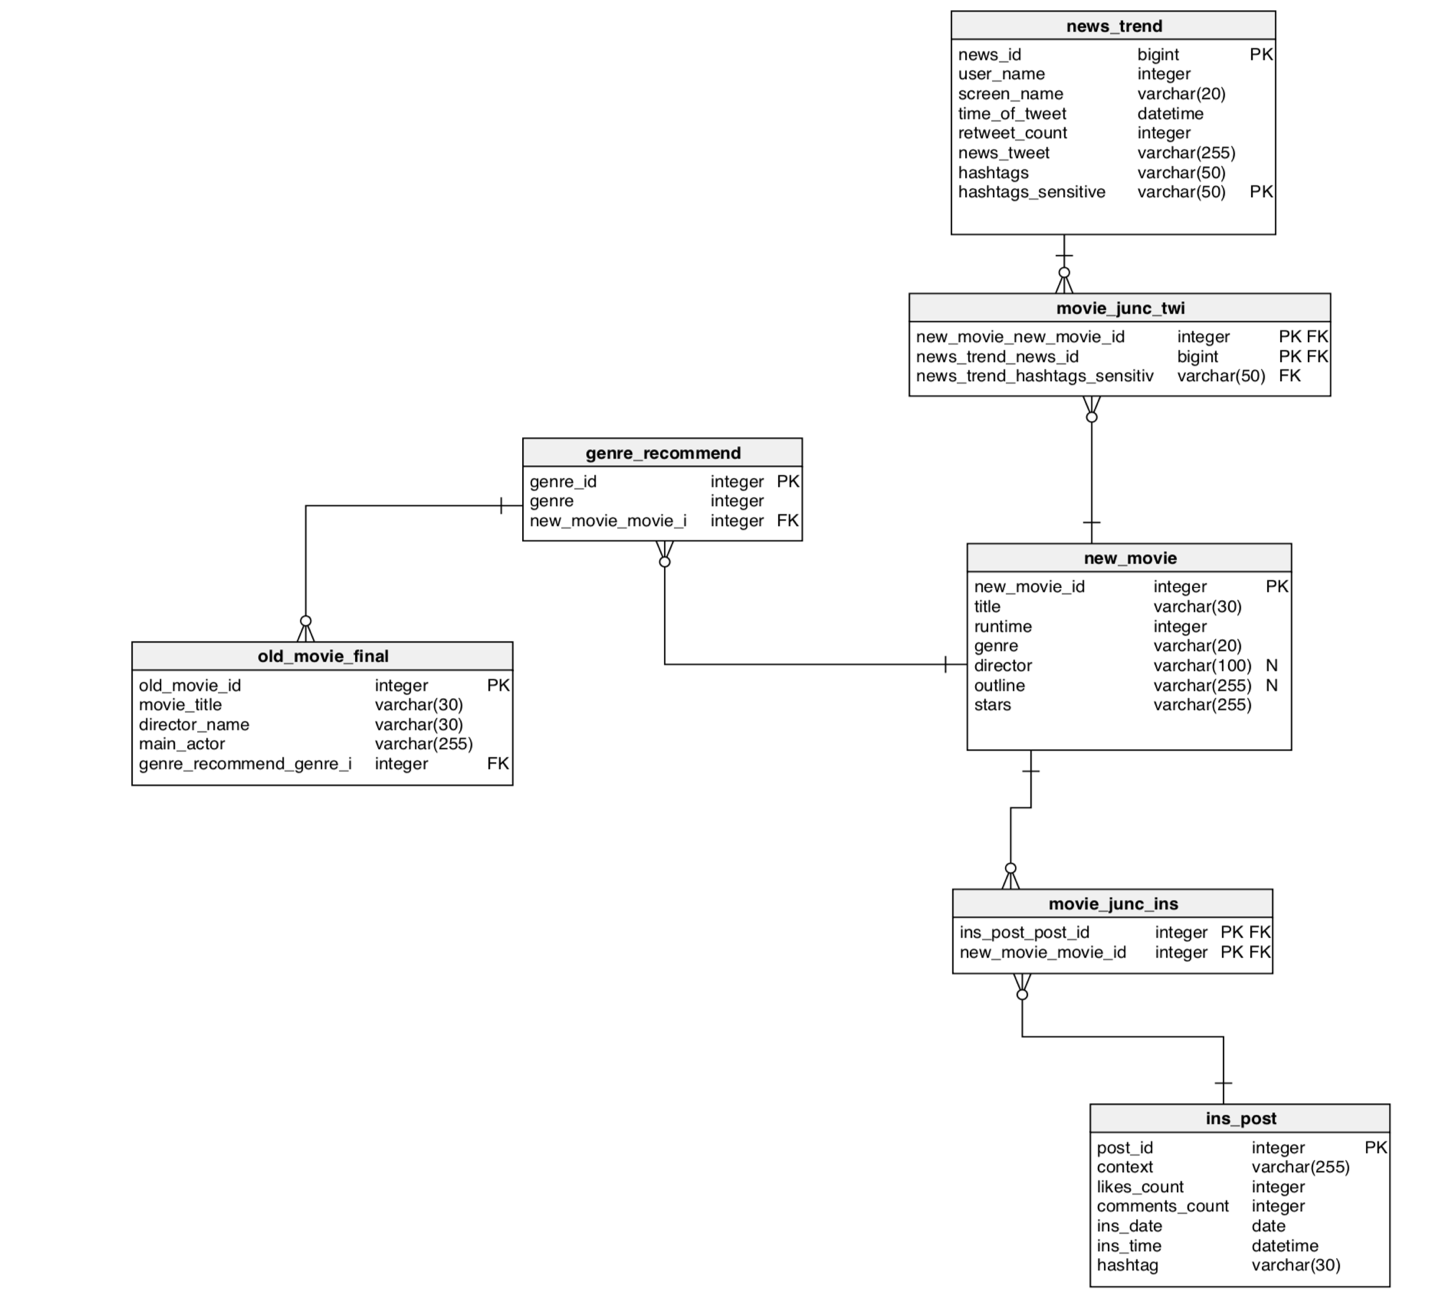 news_trend
news_id bigint PK
user_name integer
screen_name varchar(20)
time_of_tweet datetime
retweet_count integer
news_tweet varchar(255)
hashtags varchar(50)
hashtags_sensitive varchar(50) PK
movie_junc_twi
new_movie_new_movie_id integer PK FK
news_trend_news_id bigint PK FK
news_trend_hashtags_sensitiv varchar(50) FK
genre_recommend
genre_id integer PK
genre integer
new_movie_movie_i integer FK
new_movie
new_movie_id integer PK
title varchar(30)
runtime integer
genre varchar(20)
director varchar(100) N
outline varchar(255) N
stars varchar(255)
old_movie_final
old_movie_id integer PK
movie_title varchar(30)
director_name varchar(30)
main_actor varchar(255)
genre_recommend_genre_i integer FK
movie_junc_ins
ins_post_post_id integer PK FK
new_movie_movie_id integer PK FK
ins_post
post_id integer PK
context varchar(255)
likes_count integer
comments_count integer
ins_date date
ins_time datetime
hashtag varchar(30)